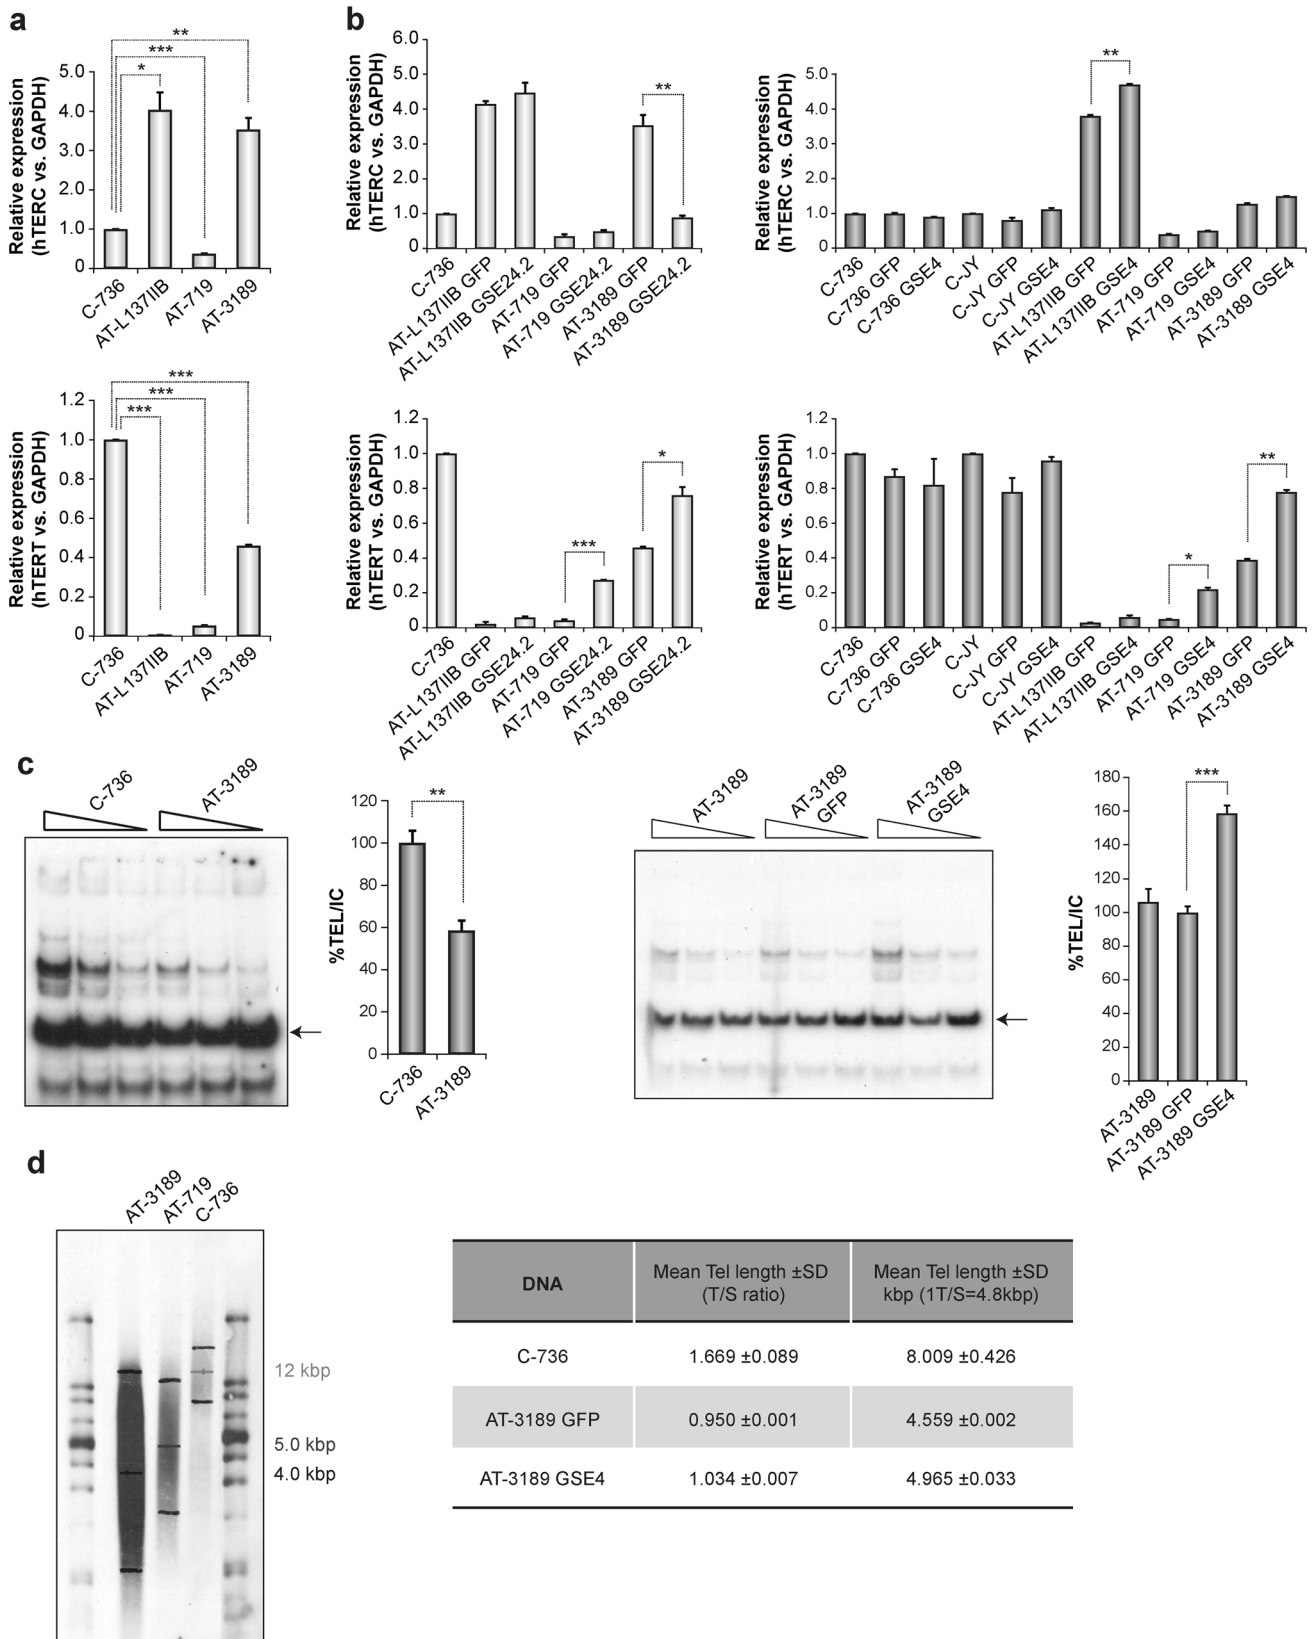 a
Relative expression
(hTERC vs. GAPDH)
5.0
4.0
3.0
2.0
1.0
0
**
***
*
C-736
AT-L137IIB
AT-719
AT-3189
Relative expression
(hTERT vs. GAPDH)
1.2
1.0
0.8
0.6
0.4
0.2
0
***
***
***
C-736
AT-L137IIB
AT-719
AT-3189
b
Relative expression
(hTERC vs. GAPDH)
6.0
5.0
4.0
3.0
2.0
1.0
0
**
C-736
AT-L137IIB GFP
AT-L137IIB GSE24.2
AT-719 GFP
AT-719 GSE24.2
AT-3189 GFP
AT-3189 GSE24.2
Relative expression
(hTERC vs. GAPDH)
5.0
4.0
3.0
2.0
1.0
0
**
C-736
C-736 GFP
C-736 GSE4
C-JY
C-JY GFP
C-JY GSE4
AT-L137IIB GFP
AT-L137IIB GSE4
AT-719 GFP
AT-719 GSE4
AT-3189 GFP
AT-3189 GSE4
Relative expression
(hTERT vs. GAPDH)
1.2
1.0
0.8
0.6
0.4
0.2
0
***
*
C-736
AT-L137IIB GFP
AT-L137IIB GSE24.2
AT-719 GFP
AT-719 GSE24.2
AT-3189 GFP
AT-3189 GSE24.2
Relative expression
(hTERT vs. GAPDH)
1.2
1.0
0.8
0.6
0.4
0.2
0
*
**
C-736
C-736 GFP
C-736 GSE4
C-JY
C-JY GFP
C-JY GSE4
AT-L137IIB GFP
AT-L137IIB GSE4
AT-719 GFP
AT-719 GSE4
AT-3189 GFP
AT-3189 GSE4
c
C-736
AT-3189
%TEL/IC
120
100
80
60
40
20
0
**
C-736
AT-3189
AT-3189
AT-3189
GFP
AT-3189
GSE4
%TEL/IC
180
160
140
120
100
80
60
40
20
0
***
AT-3189
AT-3189 GFP
AT-3189 GSE4
d
AT-3189
AT-719
C-736
12 kbp
5.0 kbp
4.0 kbp
DNA
Mean Tel length ±SD
(T/S ratio)
Mean Tel length ±SD
kbp (1T/S=4.8kbp)
C-736 1.669 ±0.089 8.009 ±0.426
AT-3189 GFP 0.950 ±0.001 4.559 ±0.002
AT-3189 GSE4 1.034 ±0.007 4.965 ±0.033